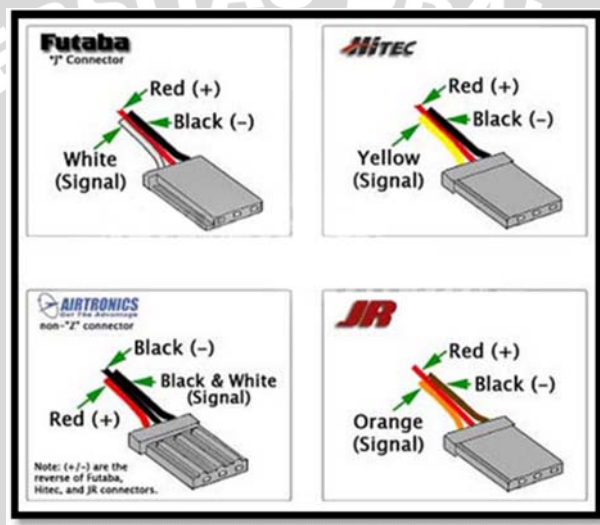 Futaba
"J" Connector
Red (+)
Black (-)
White
(Signal)
HiTEC
Red (+)
Black (-)
Yellow
(Signal)
AIRTRONICS
Get The Advantage
non-"Z" connector
Black (-)
Black & White
(Signal)
Red (+)
Note: (+/-) are the
reverse of Futaba,
Hitec, and JR connectors.
JR
Red (+)
Black (-)
Orange
(Signal)